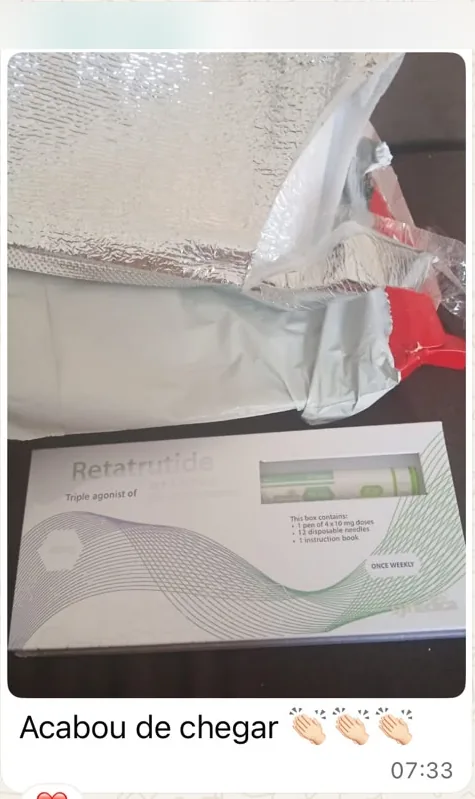 Retatrutide
Triple agonist of
This box contains:
• 1 pen of 4 x 10 mg doses
• 12 disposable needles
• 1 instruction book
ONCE WEEKLY
Acabou de chegar 👏🏻👏🏻👏🏻
07:33